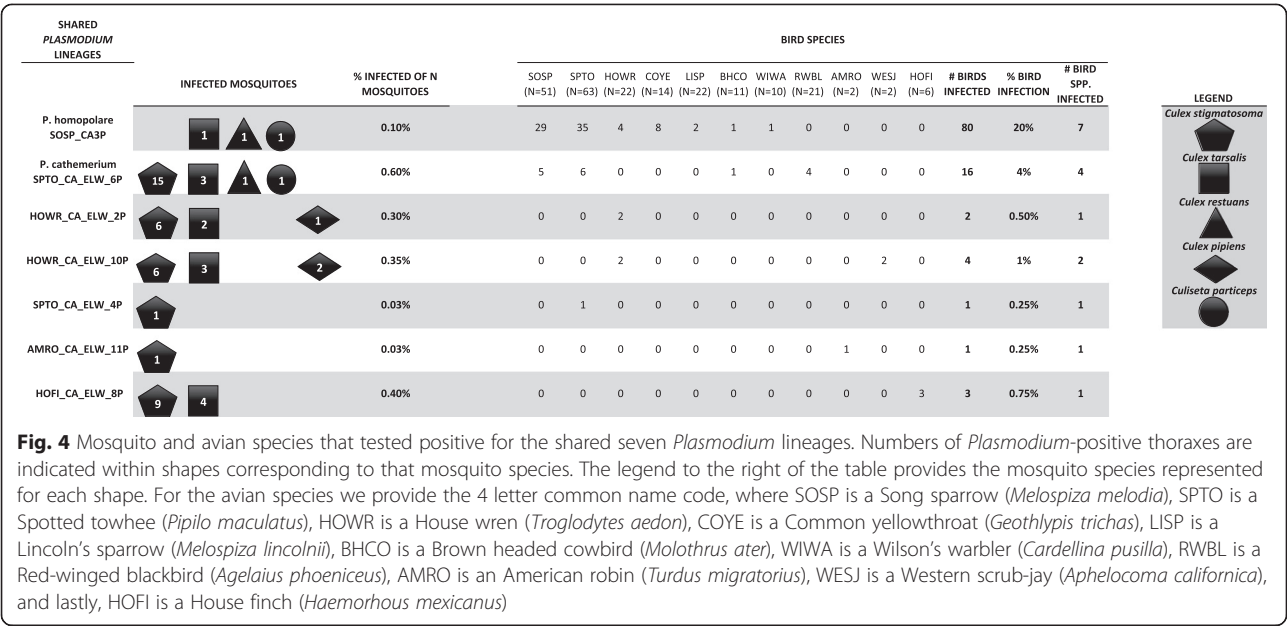 SHARED
PLASMODIUM
LINEAGES
BIRD SPECIES
INFECTED MOSQUITOES
% INFECTED OF N
MOSQUITOES
SOSP SPTO HOWR COYE LISP BHCO WIWA RWBL AMRO WESJ HOFI
(N=51) (N=63) (N=22) (N=14) (N=22) (N=11) (N=10) (N=21) (N=2) (N=2) (N=6)
# BIRDS
INFECTED
% BIRD
INFECTION
# BIRD
SPP.
INFECTED
P. homopolare
SOSP_CA3P
1 1 1 0.10% 29 35 4 8 2 1 1 0 0 0 0 80 20% 7
P. cathemerium
SPTO_CA_ELW_6P
15 3 1 1 0.60% 5 6 0 0 0 1 0 4 0 0 0 16 4% 4
HOWR_CA_ELW_2P 6 2 1 0.30% 0 0 2 0 0 0 0 0 0 0 0 2 0.50% 1
HOWR_CA_ELW_10P 6 3 2 0.35% 0 0 2 0 0 0 0 0 0 2 0 4 1% 2
SPTO_CA_ELW_4P 1 0.03% 0 1 0 0 0 0 0 0 0 0 0 1 0.25% 1
AMRO_CA_ELW_11P 1 0.03% 0 0 0 0 0 0 0 0 1 0 0 1 0.25% 1
HOFI_CA_ELW_8P 9 4 0.40% 0 0 0 0 0 0 0 0 0 0 3 3 0.75% 1
LEGEND
Culex stigmatosoma
Culex tarsalis
Culex restuans
Culex pipiens
Culiseta particeps
Fig. 4 Mosquito and avian species that tested positive for the shared seven Plasmodium lineages. Numbers of Plasmodium-positive thoraxes are
indicated within shapes corresponding to that mosquito species. The legend to the right of the table provides the mosquito species represented
for each shape. For the avian species we provide the 4 letter common name code, where SOSP is a Song sparrow (Melospiza melodia), SPTO is a
Spotted towhee (Pipilo maculatus), HOWR is a House wren (Troglodytes aedon), COYE is a Common yellowthroat (Geothlypis trichas), LISP is a
Lincoln's sparrow (Melospiza lincolnii), BHCO is a Brown headed cowbird (Molothrus ater), WIWA is a Wilson's warbler (Cardellina pusilla), RWBL is a
Red-winged blackbird (Agelaius phoeniceus), AMRO is an American robin (Turdus migratorius), WESJ is a Western scrub-jay (Aphelocoma californica),
and lastly, HOFI is a House finch (Haemorhous mexicanus)